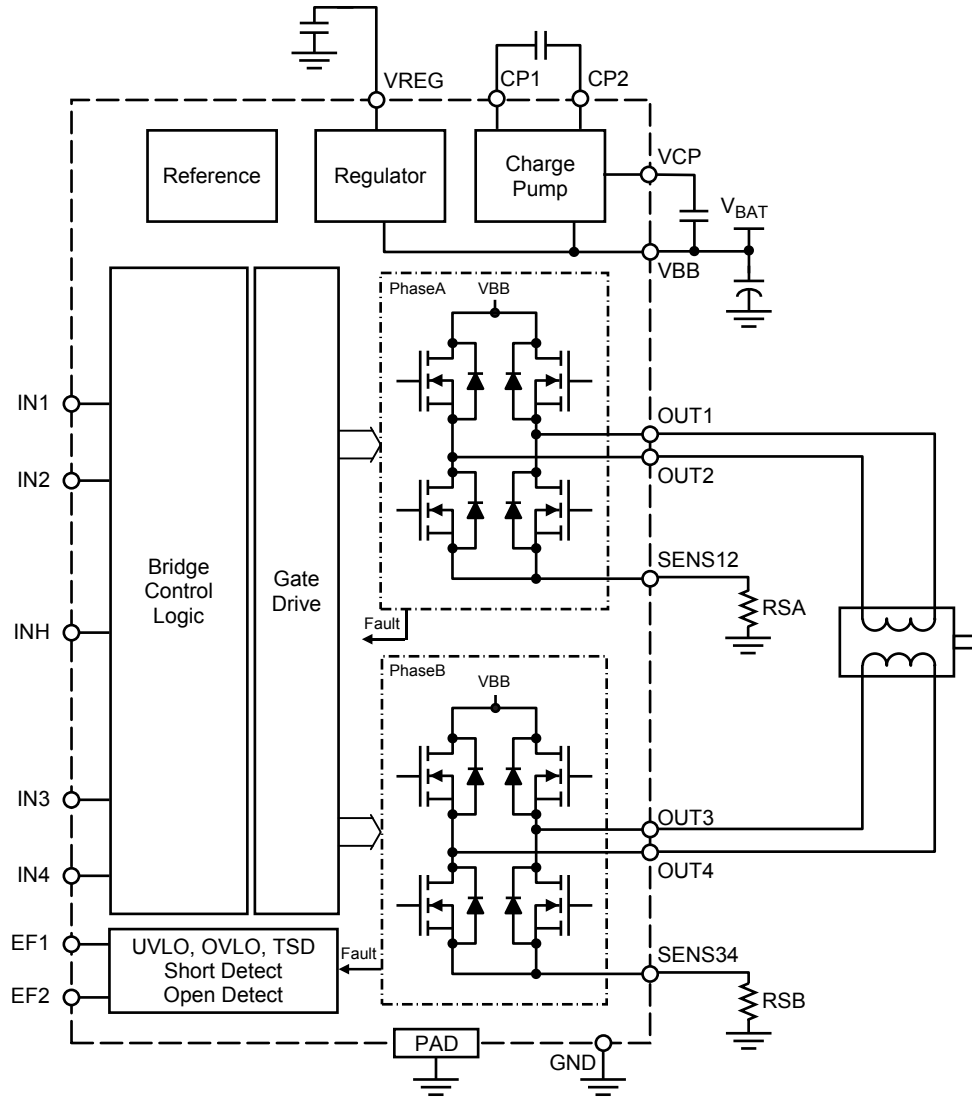 VREG
CP1
CP2
Reference
Regulator
Charge
Pump
VCP
VBAT
VBB
PhaseA
VBB
IN1
IN2
INH
IN3
IN4
EF1
EF2
Bridge
Control
Logic
Gate
Drive
OUT1
OUT2
SENS12
RSA
Fault
PhaseB
VBB
OUT3
OUT4
SENS34
RSB
UVLO, OVLO, TSD
Short Detect
Open Detect
Fault
PAD
GND